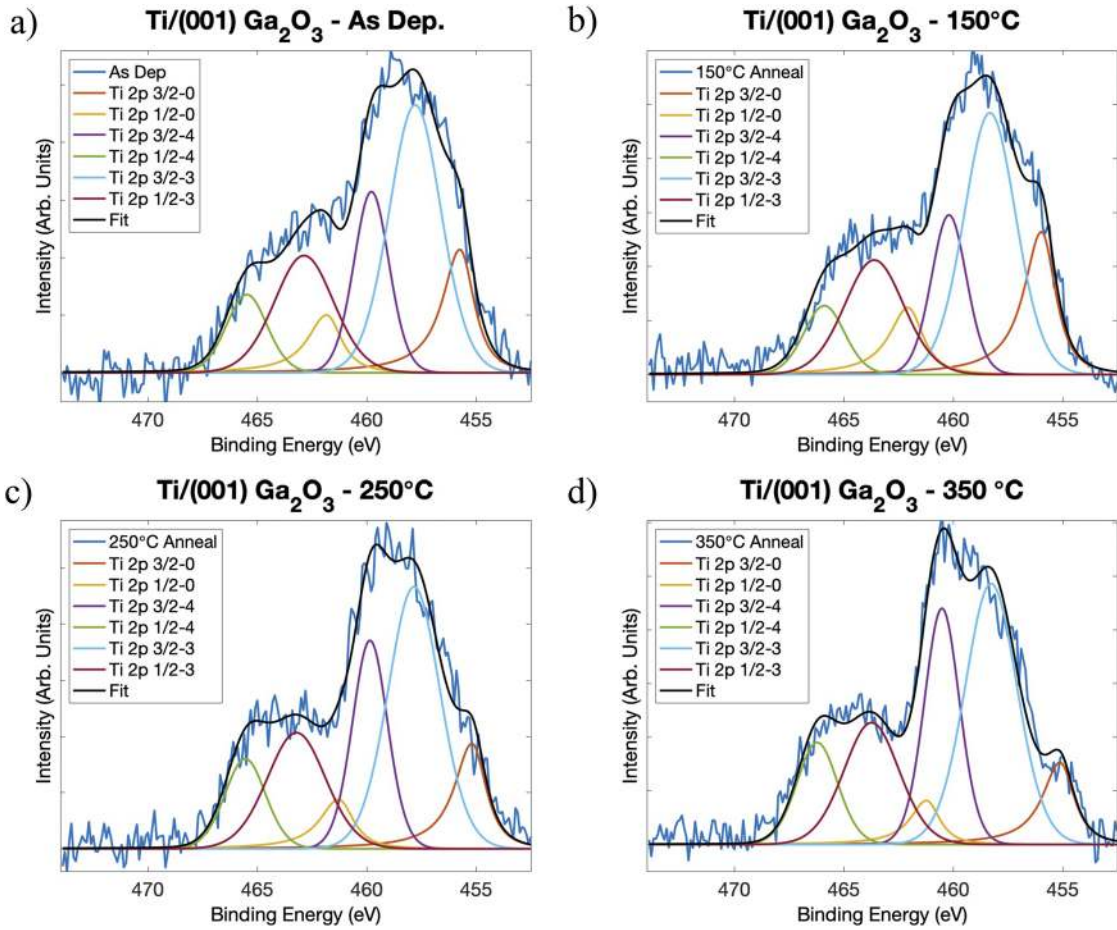 a)
Ti/(001) Ga₂O₃ - As Dep.
As Dep
Ti 2p 3/2-0
Ti 2p 1/2-0
Ti 2p 3/2-4
Ti 2p 1/2-4
Ti 2p 3/2-3
Ti 2p 1/2-3
Fit
Intensity (Arb. Units)
470 465 460 455
Binding Energy (eV)
b)
Ti/(001) Ga₂O₃ - 150°C
150°C Anneal
Ti 2p 3/2-0
Ti 2p 1/2-0
Ti 2p 3/2-4
Ti 2p 1/2-4
Ti 2p 3/2-3
Ti 2p 1/2-3
Fit
Intensity (Arb. Units)
470 465 460 455
Binding Energy (eV)
c)
Ti/(001) Ga₂O₃ - 250°C
250°C Anneal
Ti 2p 3/2-0
Ti 2p 1/2-0
Ti 2p 3/2-4
Ti 2p 1/2-4
Ti 2p 3/2-3
Ti 2p 1/2-3
Fit
Intensity (Arb. Units)
470 465 460 455
Binding Energy (eV)
d)
Ti/(001) Ga₂O₃ - 350 °C
350°C Anneal
Ti 2p 3/2-0
Ti 2p 1/2-0
Ti 2p 3/2-4
Ti 2p 1/2-4
Ti 2p 3/2-3
Ti 2p 1/2-3
Fit
Intensity (Arb. Units)
470 465 460 455
Binding Energy (eV)